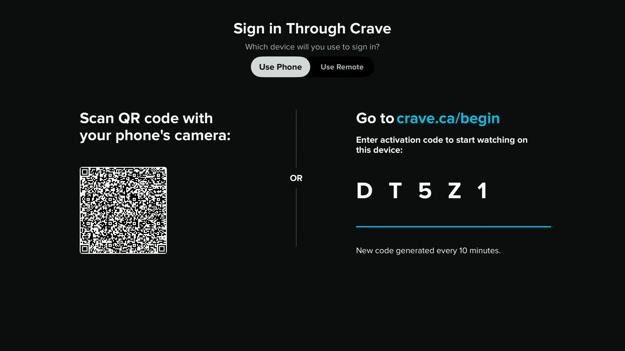 Sign in Through Crave
Which device will you use to sign in?
Use Phone
Use Remote
Scan QR code with
your phone's camera:
OR
Go to crave.ca/begin
Enter activation code to start watching on
this device:
D T 5 Z 1
New code generated every 10 minutes.